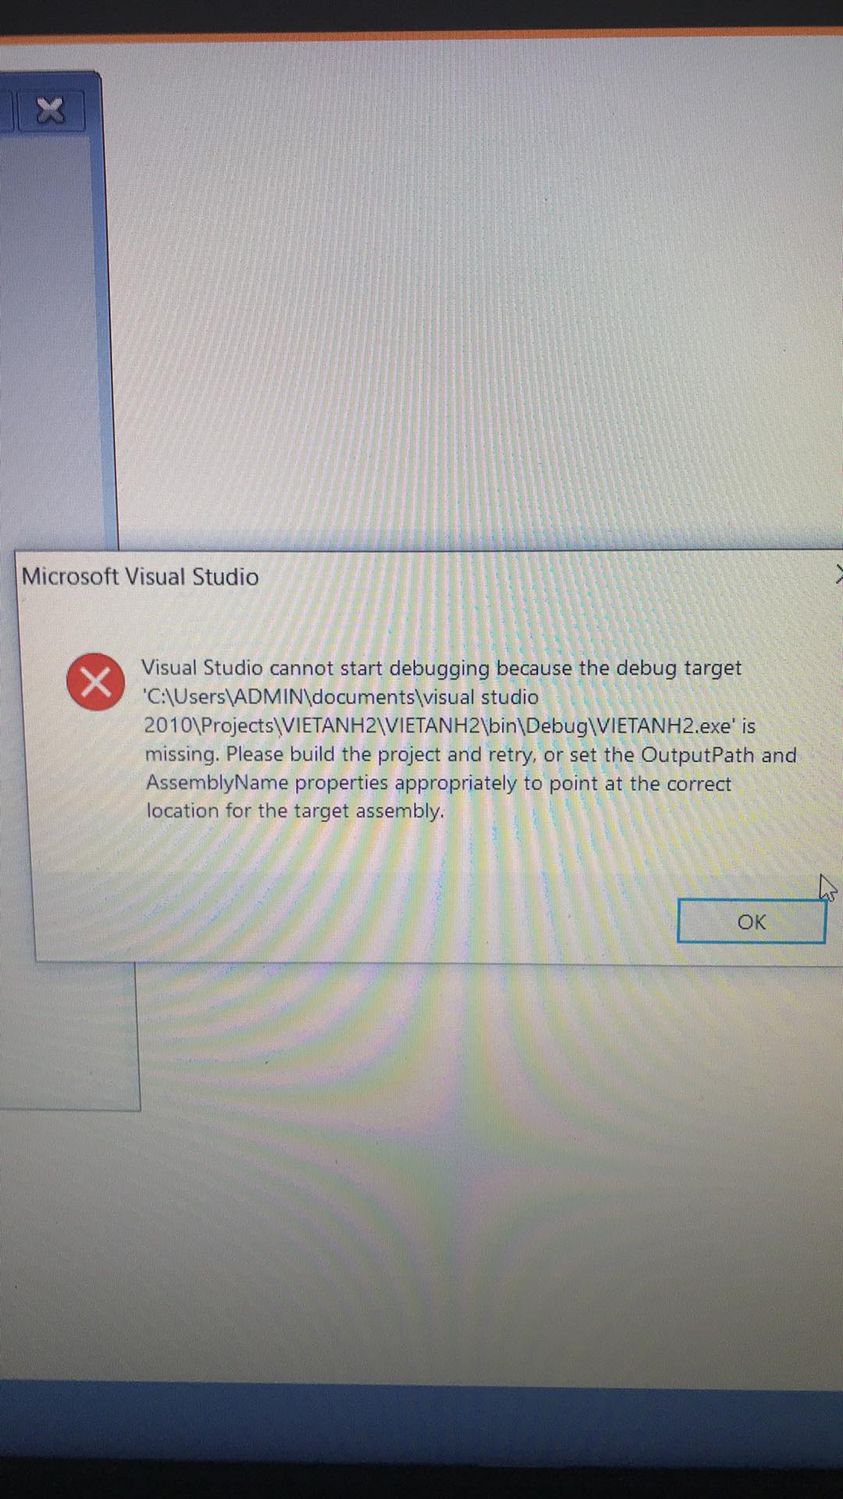 Microsoft Visual Studio
Visual Studio cannot start debugging because the debug target
'C:\Users\ADMIN\documents\visual studio
2010\Projects\VIETANH2\VIETANH2\bin\Debug\VIETANH2.exe' is
missing. Please build the project and retry, or set the OutputPath and
AssemblyName properties appropriately to point at the correct
location for the target assembly.
OK